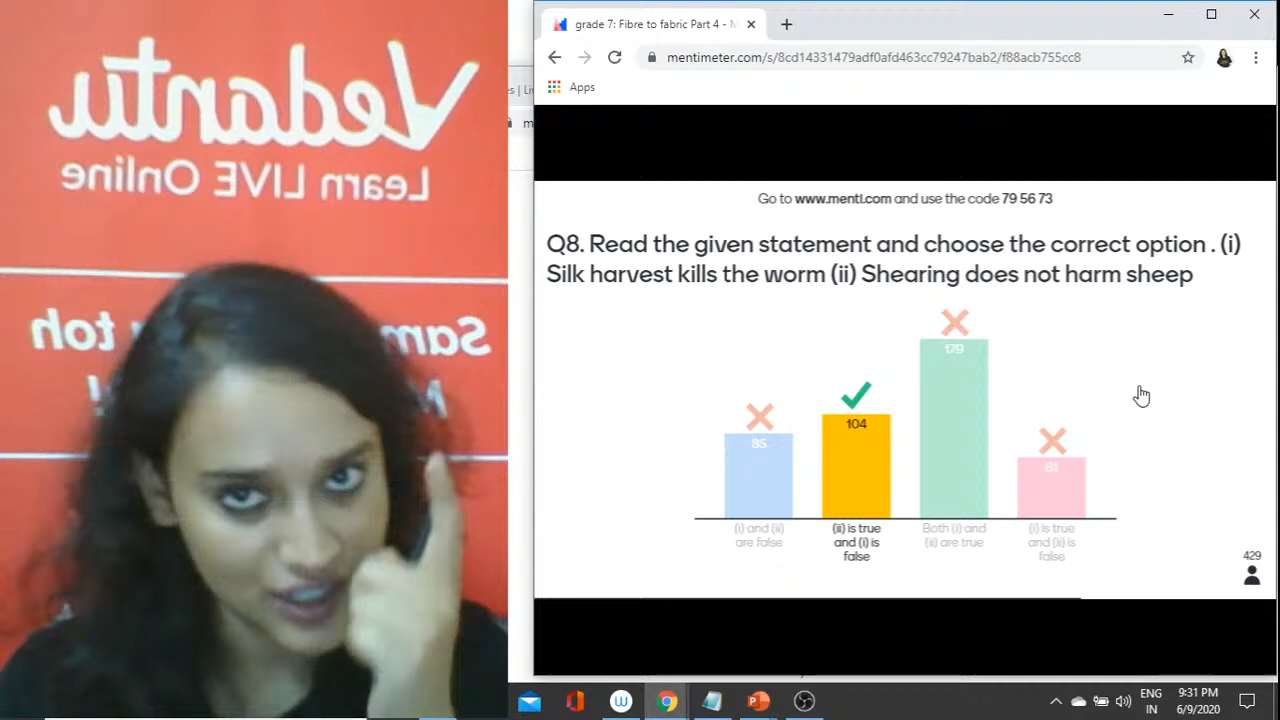 Vedantu
Learn LIVE Online
Sam
toh
!
grade 7: Fibre to fabric Part 4 - M
mentimeter.com/s/8cd14331479adf0afd463cc79247bab2/f88acb755cc8
Apps
Go to www.menti.com and use the code 79 56 73
Q8. Read the given statement and choose the correct option . (i)
Silk harvest kills the worm (ii) Shearing does not harm sheep
85
104
179
61
(i) and (ii)
are false
(ii) is true
and (i) is
false
Both (i) and
(ii) are true
(i) is true
and (ii) is
false
429
ENG
IN
9:31 PM
6/9/2020